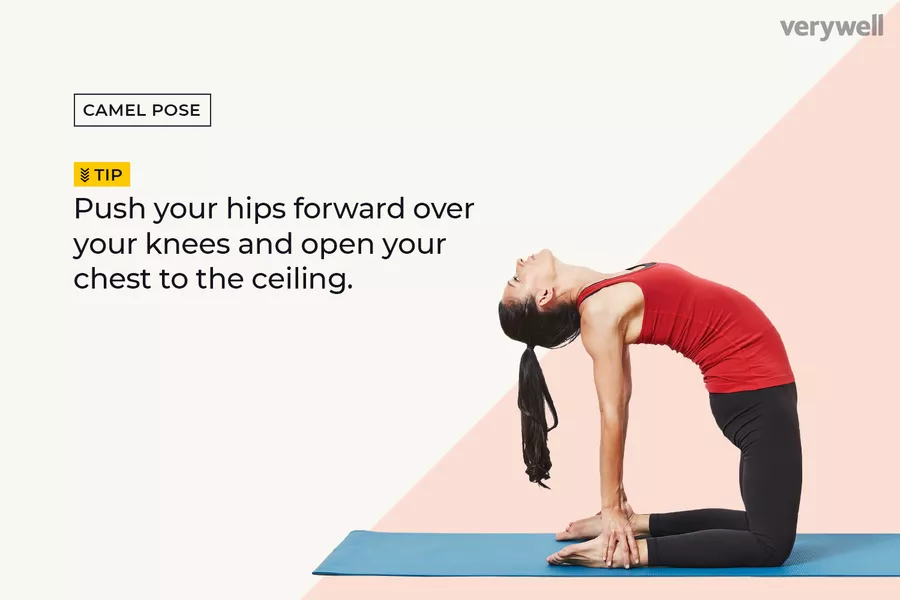 verywell
CAMEL POSE
TIP
Push your hips forward over
your knees and open your
chest to the ceiling.